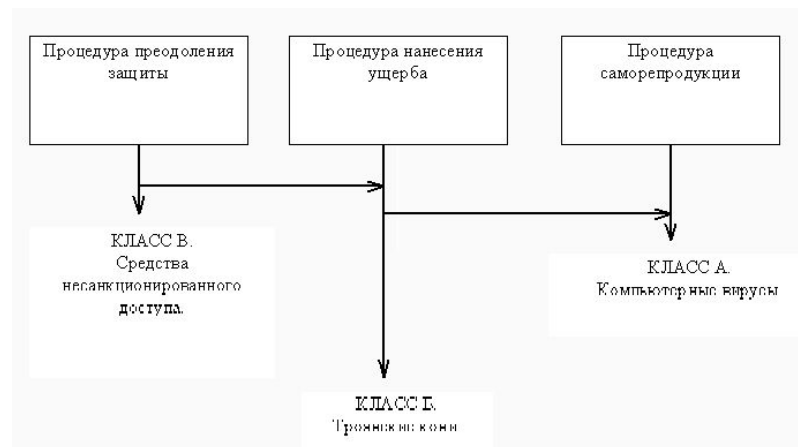 Процедура преодоления
защиты
Процедура нанесения
ущерба
Процедура
саморепродукции
КЛАСС В.
Средства
несанкционированного
доступа.
КЛАСС А.
Компьютерные вирусы
КЛАСС Б.
Троянские кони